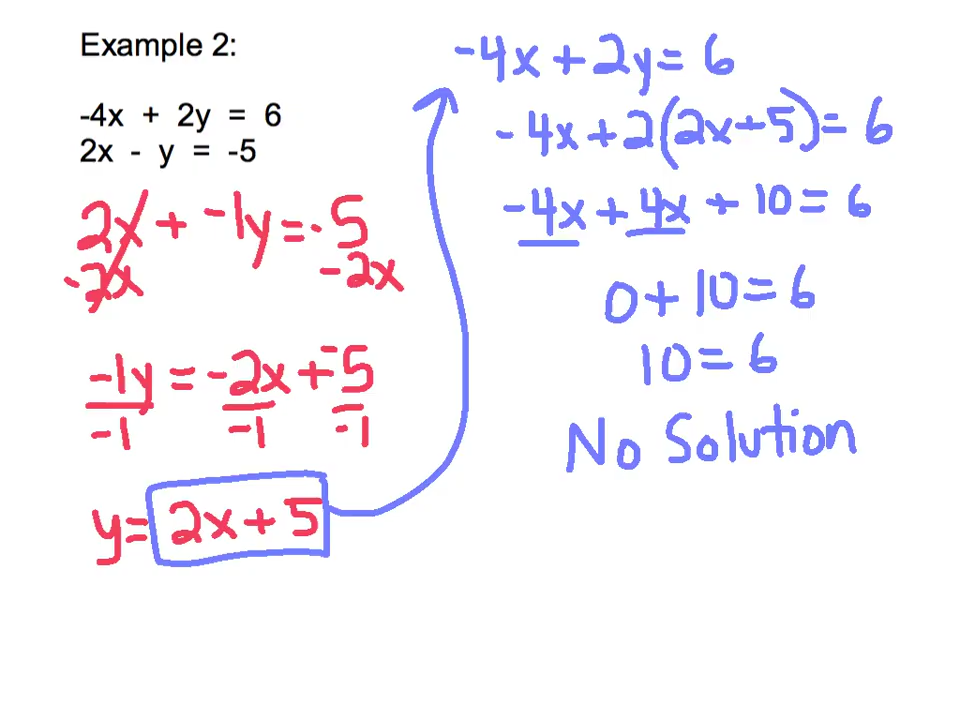 Example 2:
-4x + 2y = 6
2x - y = -5
2x + -1y = -5
-2x -2x
-1y = -2x + -5
-1 -1 -1
y = 2x + 5
-4x + 2y = 6
-4x + 2(2x+5) = 6
-4x + 4x + 10 = 6
0 + 10 = 6
10 = 6
No Solution